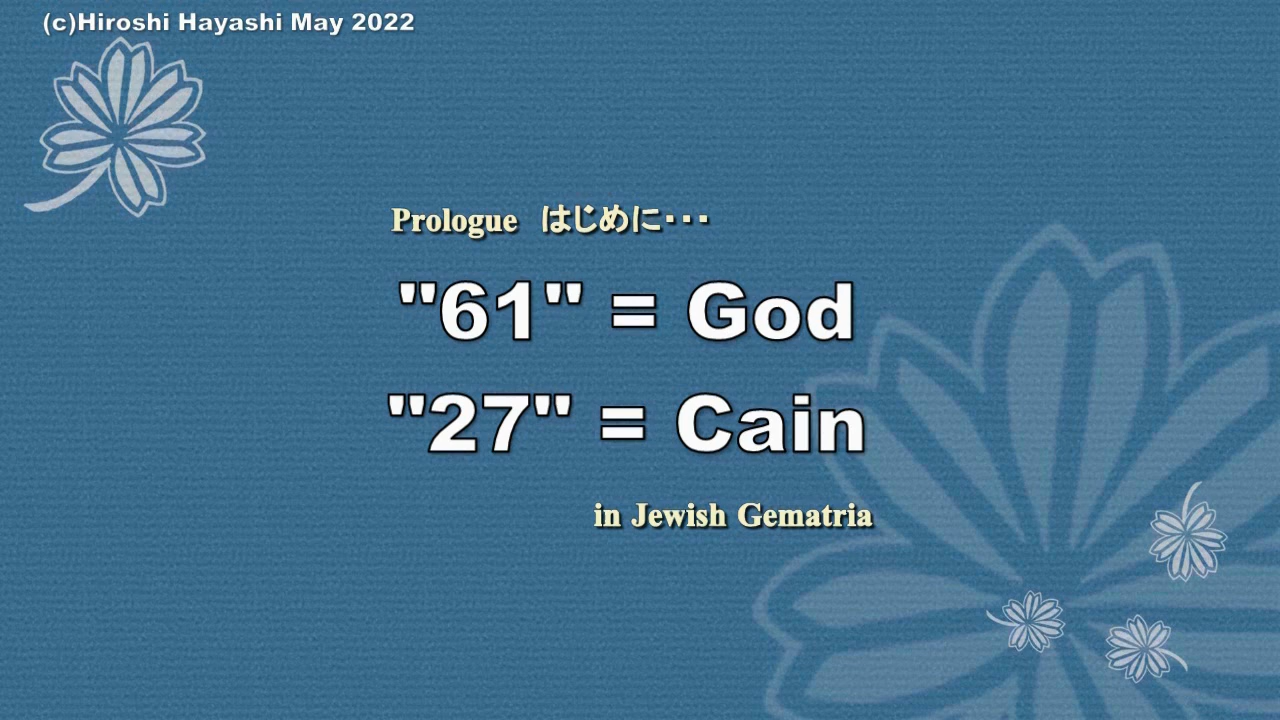 (c)Hiroshi Hayashi May 2022
Prologue はじめに・・・
"61" = God
"27" = Cain
in Jewish Gematria